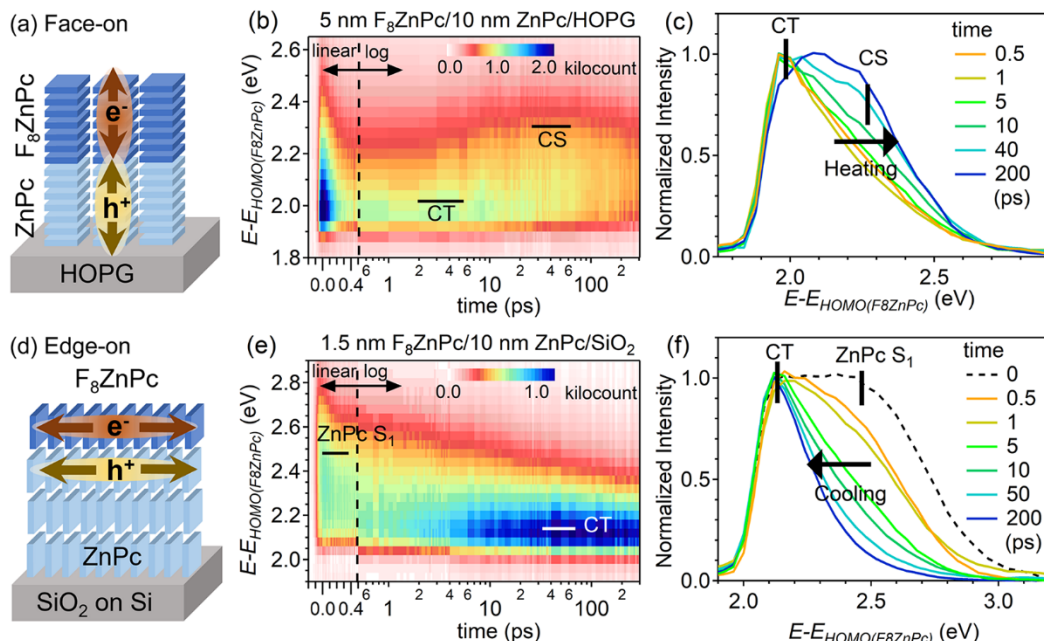 (a) Face-on
F₈ZnPc
ZnPc
e⁻
h⁺
HOPG
(b)
5 nm F₈ZnPc/10 nm ZnPc/HOPG
linear log
0.0 1.0 2.0
kilocount
CS
CT
2.6
2.4
2.2
2.0
1.8
E-E_HOMO(F8ZnPc) (eV)
0.0 0.4 6 1 2 4 6 10 2 4 6 100 2
time (ps)
(c)
CT
CS
Heating
time
0.5
1
5
10
40
200
(ps)
1.0
0.5
0.0
Normalized Intensity
2.0 2.5
E-E_HOMO(F8ZnPc) (eV)
(d) Edge-on
F₈ZnPc
e⁻
h⁺
ZnPc
SiO₂ on Si
(e)
1.5 nm F₈ZnPc/10 nm ZnPc/SiO₂
linear log
0.0 1.0
kilocount
ZnPc S₁
CT
2.8
2.6
2.4
2.2
2.0
E-E_HOMO(F8ZnPc) (eV)
0.0 0.4 6 1 2 4 6 10 2 4 6 100 2
time (ps)
(f)
CT
ZnPc S₁
Cooling
time
0
0.5
1
5
10
50
200
(ps)
1.0
0.5
0.0
Normalized Intensity
2.0 2.5 3.0
E-E_HOMO(F8ZnPc) (eV)